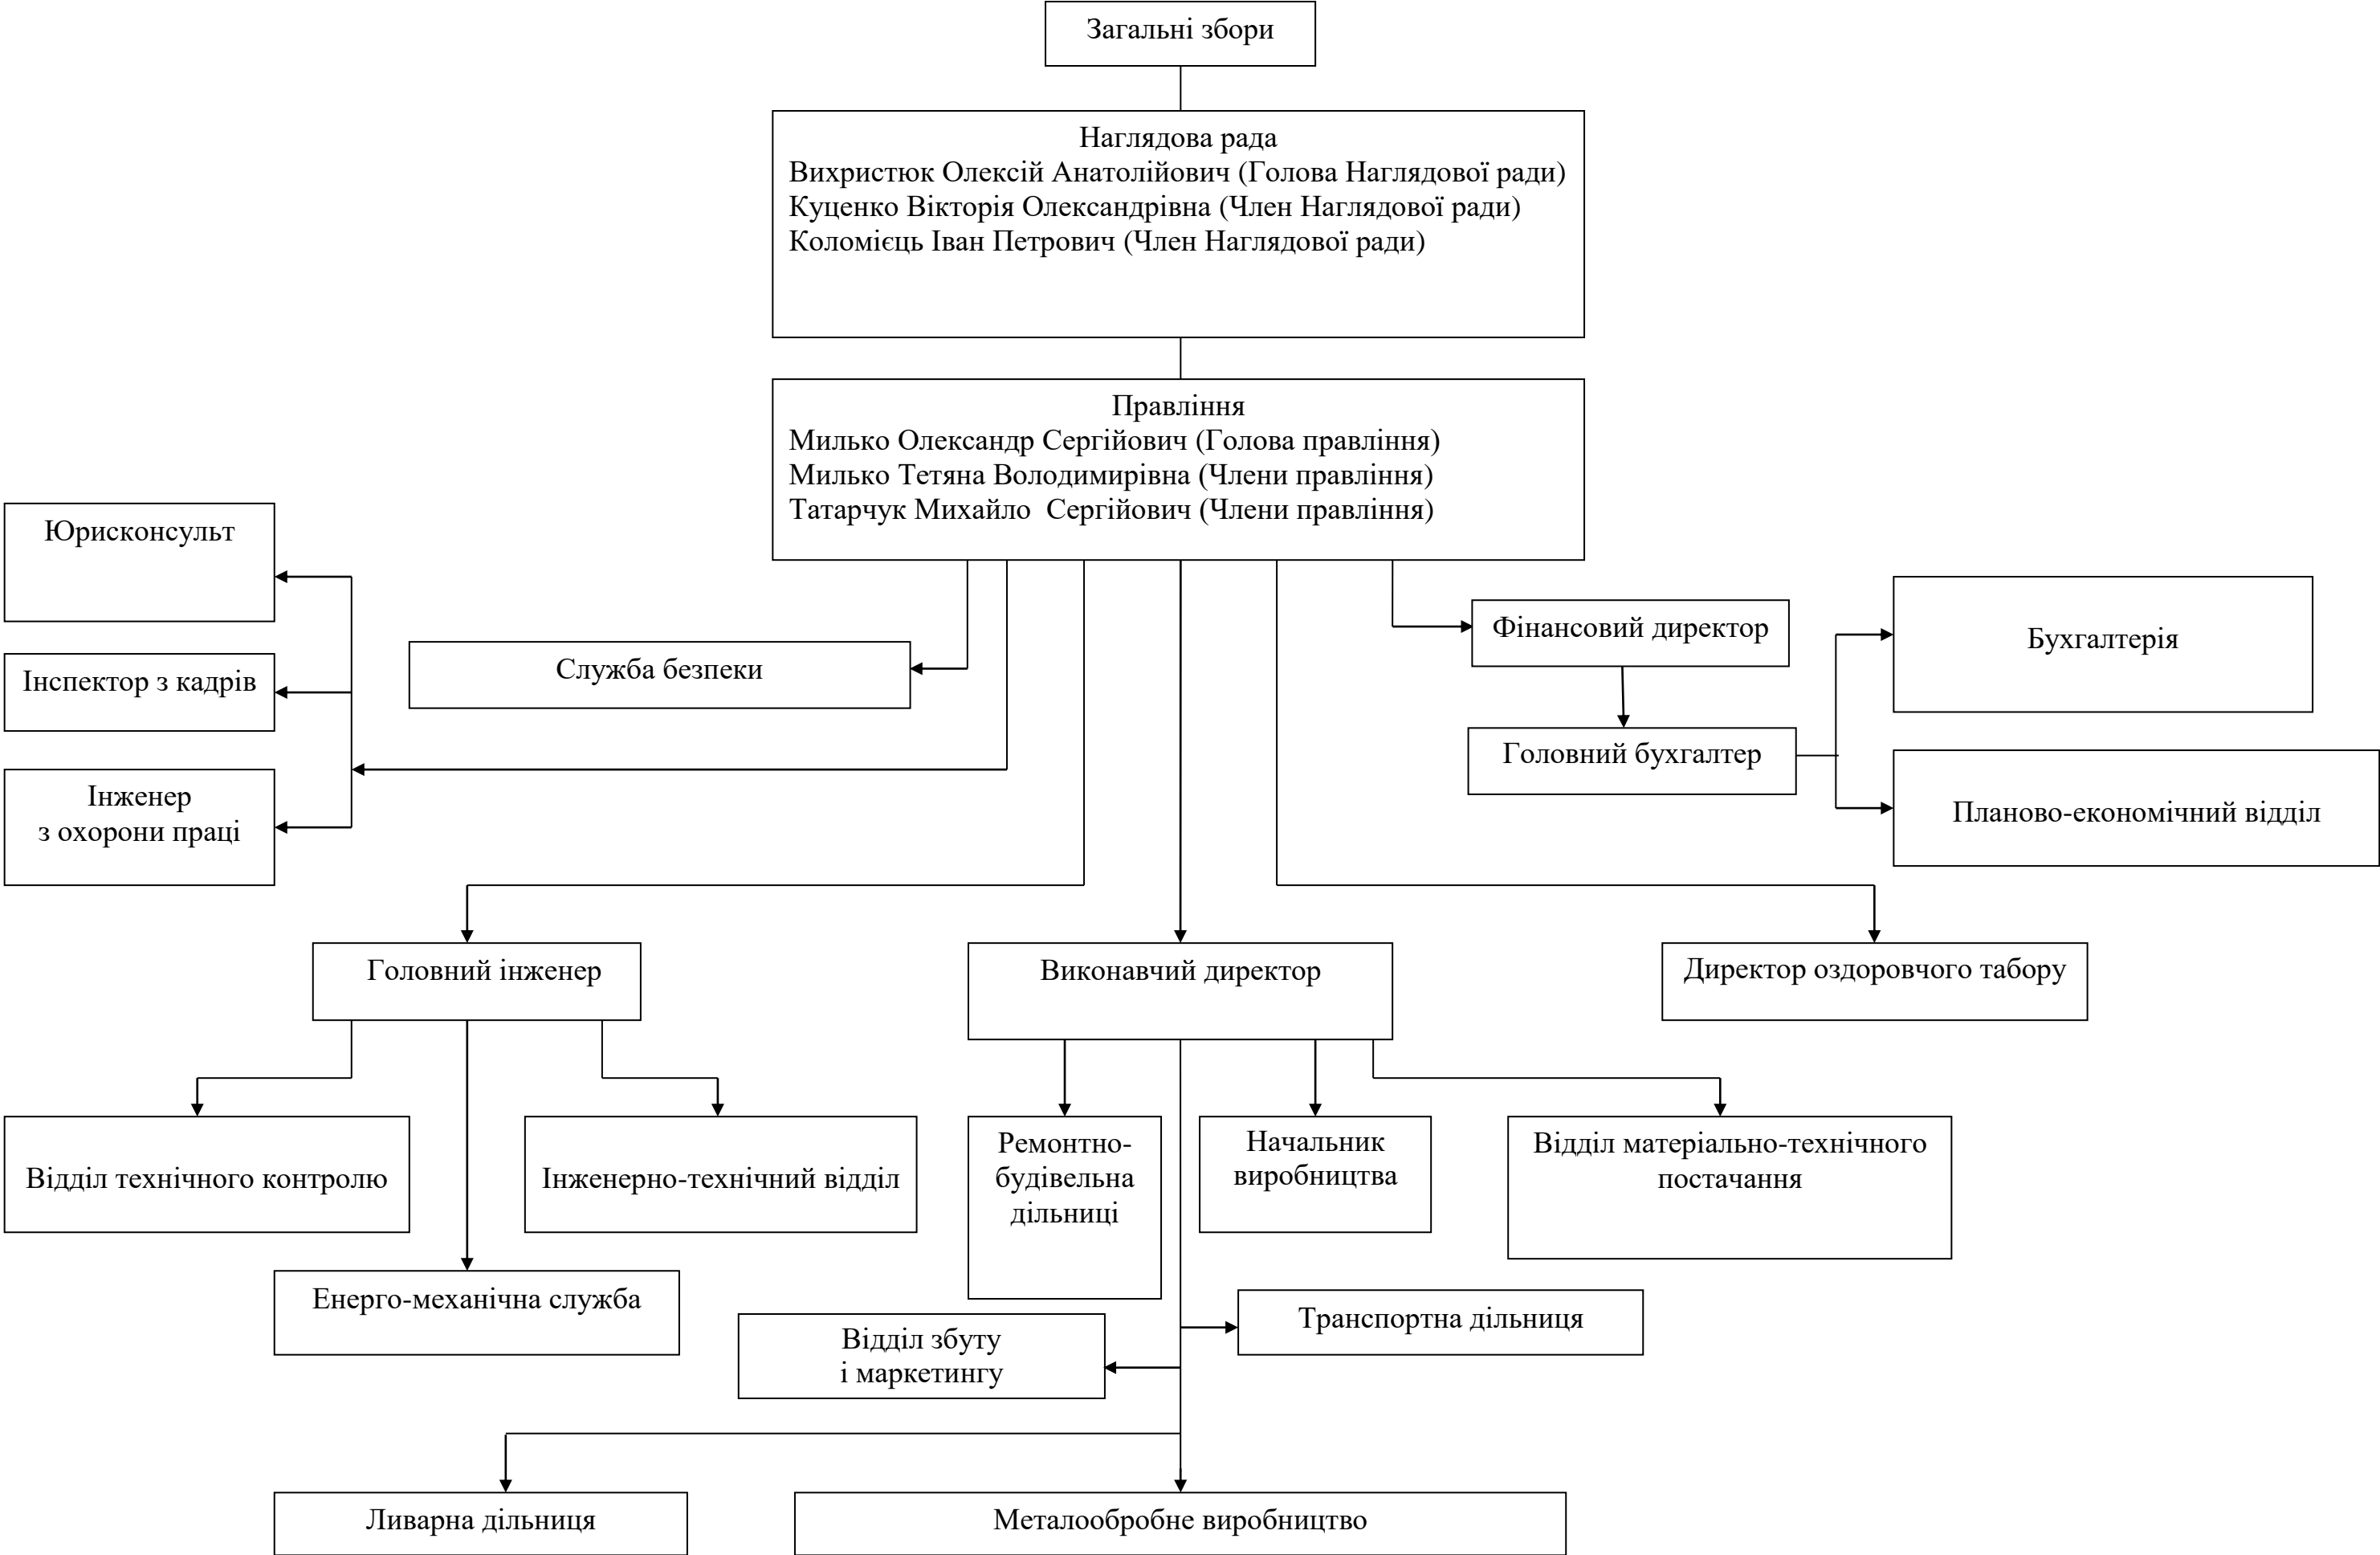 Загальні збори
Наглядова рада
Вихристюк Олексій Анатолійович (Голова Наглядової ради)
Куценко Вікторія Олександрівна (Член Наглядової ради)
Коломієць Іван Петрович (Член Наглядової ради)
Правління
Милько Олександр Сергійович (Голова правління)
Милько Тетяна Володимирівна (Члени правління)
Татарчук Михайло  Сергійович (Члени правління)
Юрисконсульт
Інспектор з кадрів
Інженер
з охорони праці
Служба безпеки
Фінансовий директор
Головний бухгалтер
Бухгалтерія
Планово-економічний відділ
Головний інженер
Виконавчий директор
Директор оздоровчого табору
Відділ технічного контролю
Інженерно-технічний відділ
Ремонтно-
будівельна
дільниці
Начальник
виробництва
Відділ матеріально-технічного
постачання
Енерго-механічна служба
Відділ збуту
і маркетингу
Транспортна дільниця
Ливарна дільниця
Металообробне виробництво